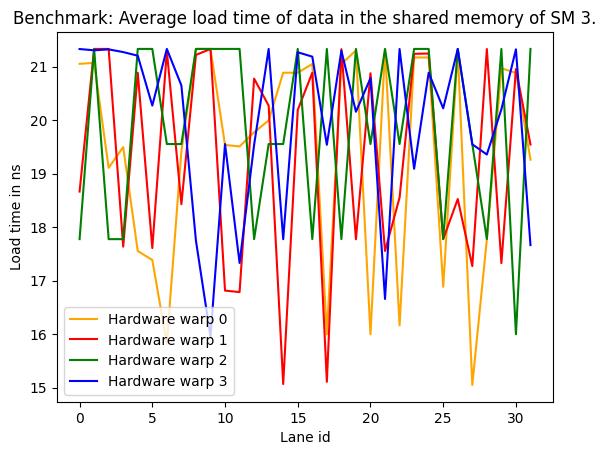 Benchmark: Average load time of data in the shared memory of SM 3.
Load time in ns
21
20
19
18
17
16
15
Hardware warp 0
Hardware warp 1
Hardware warp 2
Hardware warp 3
0 5 10 15 20 25 30
Lane id